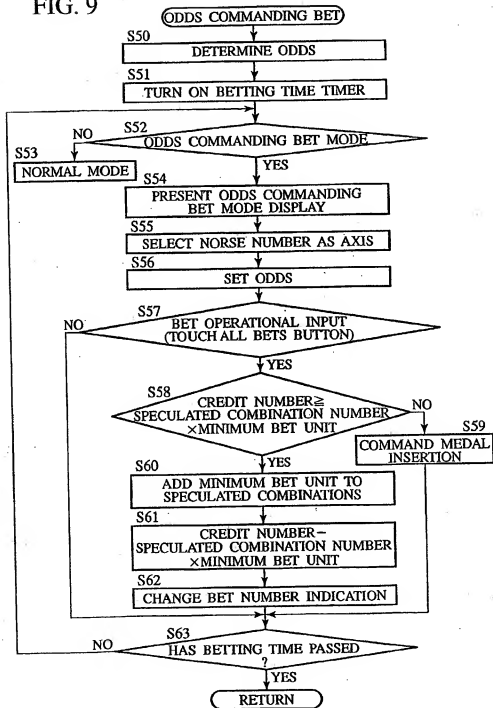 FIG. 9
ODDS COMMANDING BET
S50
DETERMINE ODDS
S51
TURN ON BETTING TIME TIMER
S52
NO
ODDS COMMANDING BET MODE
S53
NORMAL MODE
YES
S54
PRESENT ODDS COMMANDING
BET MODE DISPLAY
S55
SELECT NORSE NUMBER AS AXIS
S56
SET ODDS
S57
NO
BET OPERATIONAL INPUT
(TOUCH ALL BETS BUTTON)
YES
S58
CREDIT NUMBER≧
SPECULATED COMBINATION NUMBER
×MINIMUM BET UNIT
NO
S59
COMMAND MEDAL
INSERTION
YES
S60
ADD MINIMUM BET UNIT TO
SPECULATED COMBINATIONS
S61
CREDIT NUMBER−
SPECULATED COMBINATION NUMBER
×MINIMUM BET UNIT
S62
CHANGE BET NUMBER INDICATION
S63
NO
HAS BETTING TIME PASSED
?
YES
RETURN